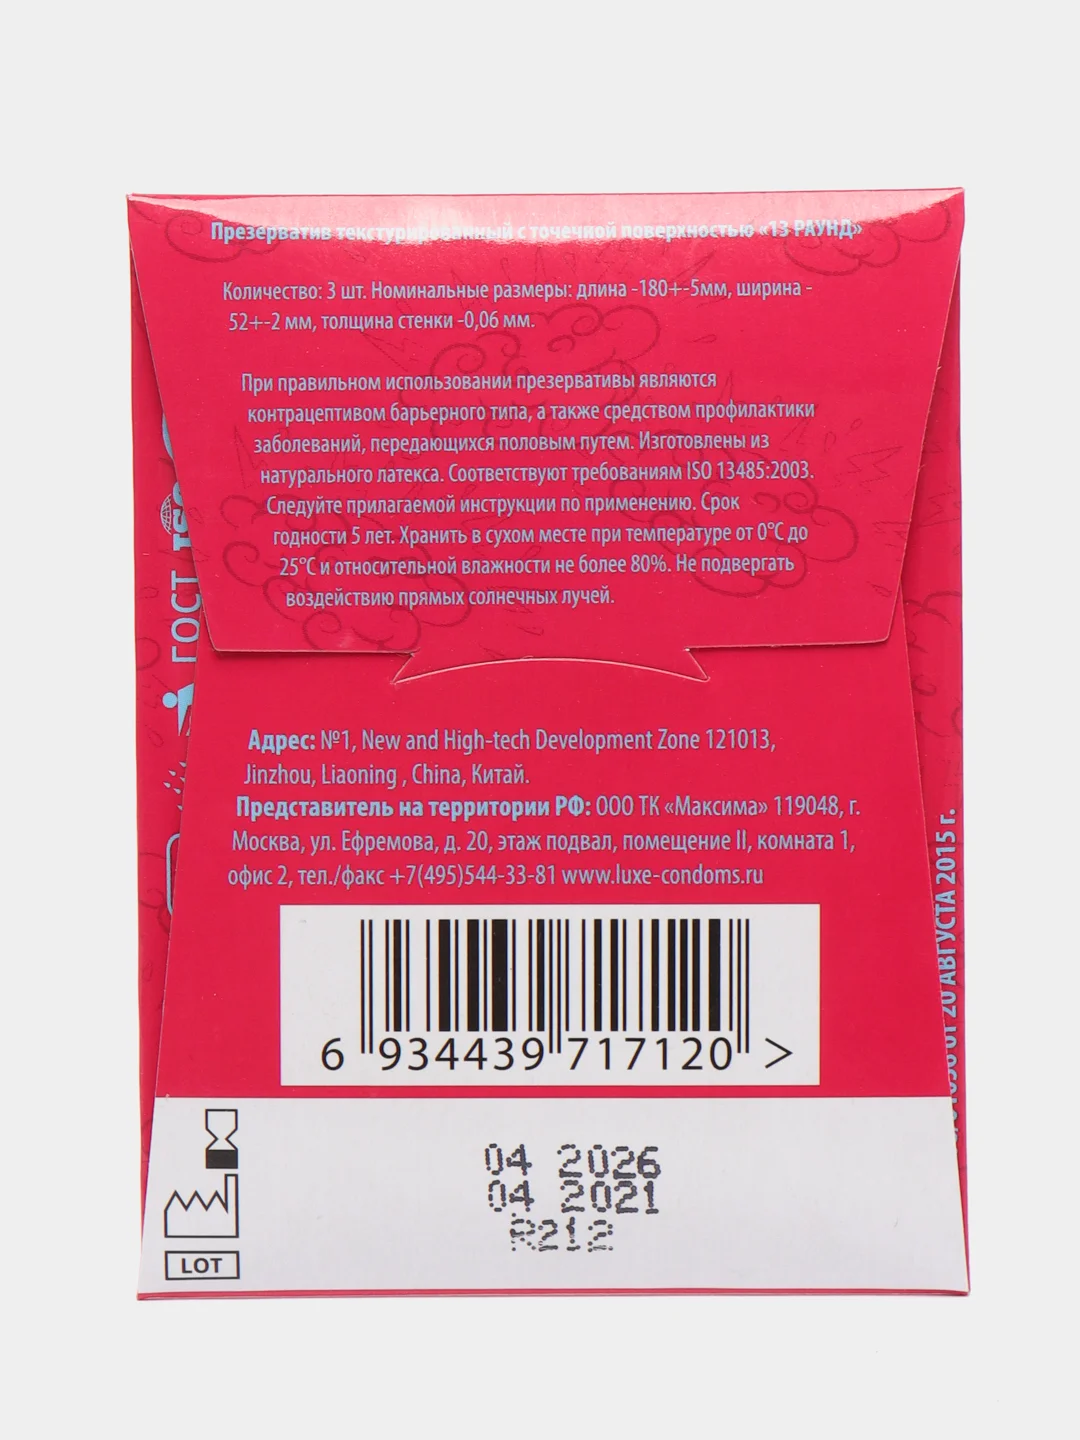 Презерватив текстурированный с точечной поверхностью «13 РАУНД»
Количество: 3 шт. Номинальные размеры: длина -180+-5мм, ширина -
52+-2 мм, толщина стенки -0,06 мм.
При правильном использовании презервативы являются
контрацептивом барьерного типа, а также средством профилактики
заболеваний, передающихся половым путем. Изготовлены из
натурального латекса. Соответствуют требованиям ISO 13485:2003.
Следуйте прилагаемой инструкции по применению. Срок
годности 5 лет. Хранить в сухом месте при температуре от 0°С до
25°С и относительной влажности не более 80%. Не подвергать
воздействию прямых солнечных лучей.
ГОСТ
Адрес: №1, New and High-tech Development Zone 121013,
Jinzhou, Liaoning , China, Китай.
Представитель на территории РФ: ООО ТК «Максима» 119048, г.
Москва, ул. Ефремова, д. 20, этаж подвал, помещение II, комната 1,
офис 2, тел./факс +7(495)544-33-81 www.luxe-condoms.ru
от 20 АВГУСТА 2015 г.
6 934439 717120 >
04 2026
04 2021
R212
LOT